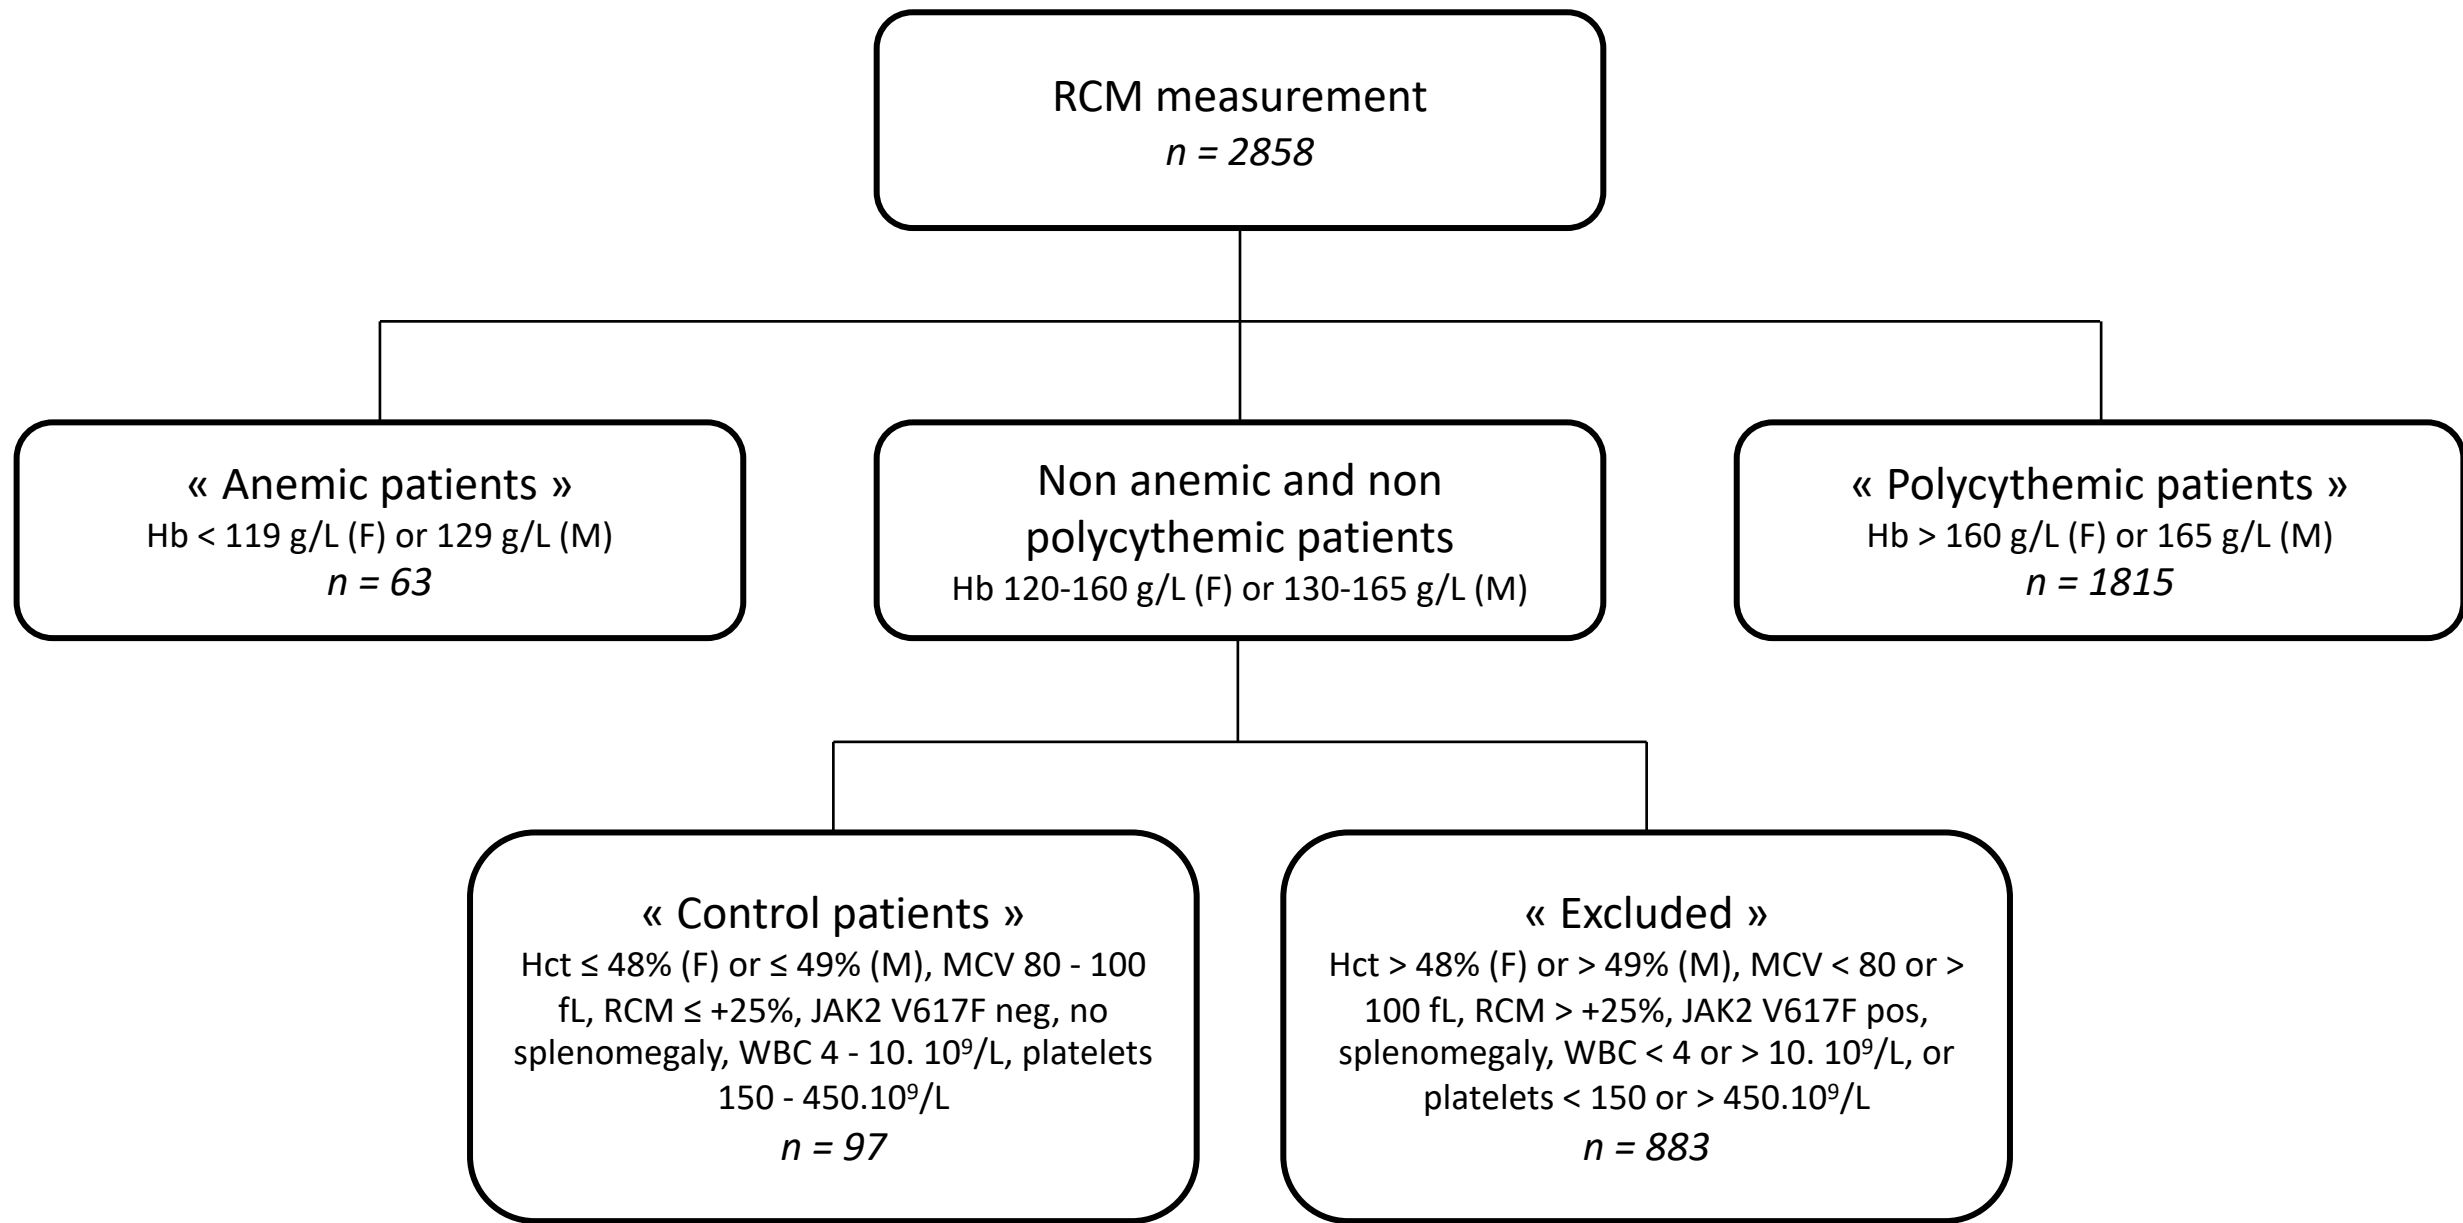 RCM measurement
n = 2858
« Anemic patients »
Hb < 119 g/L (F) or 129 g/L (M)
n = 63
Non anemic and non
polycythemic patients
Hb 120-160 g/L (F) or 130-165 g/L (M)
« Polycythemic patients »
Hb > 160 g/L (F) or 165 g/L (M)
n = 1815
« Control patients »
Hct ≤ 48% (F) or ≤ 49% (M), MCV 80 - 100
fL, RCM ≤ +25%, JAK2 V617F neg, no
splenomegaly, WBC 4 - 10. 10⁹/L, platelets
150 - 450.10⁹/L
n = 97
« Excluded »
Hct > 48% (F) or > 49% (M), MCV < 80 or >
100 fL, RCM > +25%, JAK2 V617F pos,
splenomegaly, WBC < 4 or > 10. 10⁹/L, or
platelets < 150 or > 450.10⁹/L
n = 883